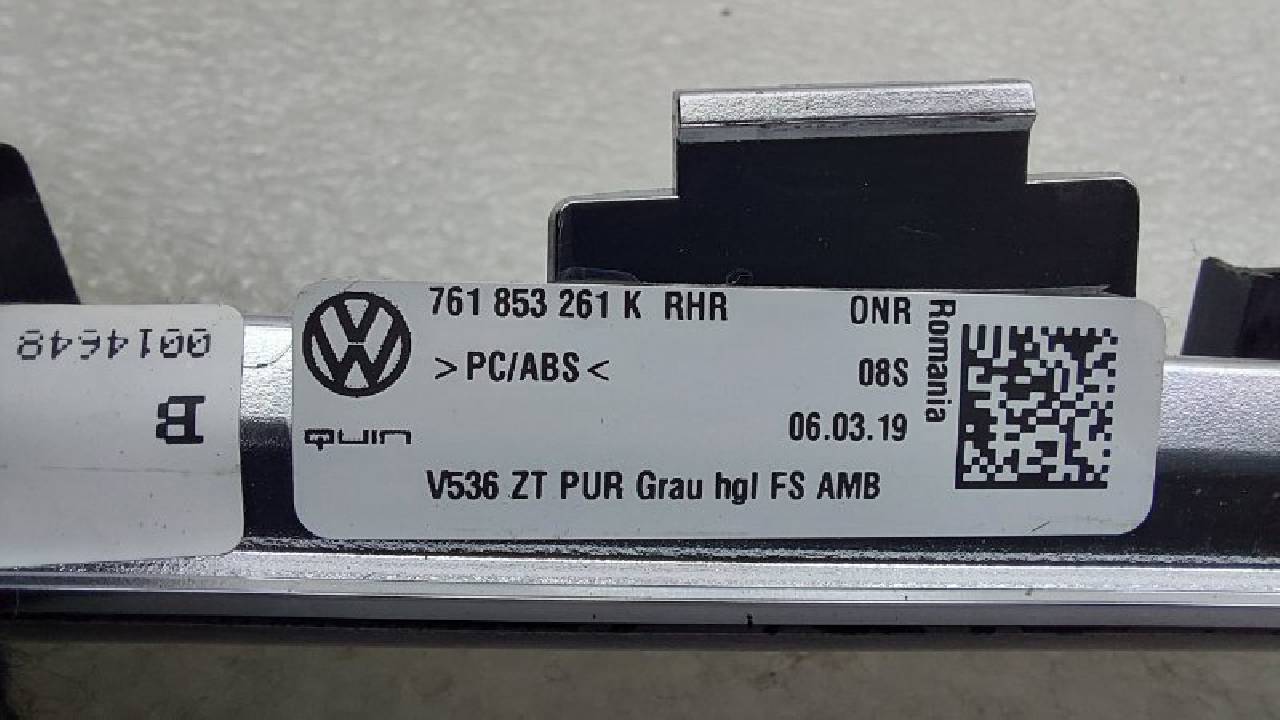 0014648
B
761 853 261 K RHR ONR
>PC/ABS< 08S
06.03.19
Romania
QUIN
V536 ZT PUR Grau hgl FS AMB